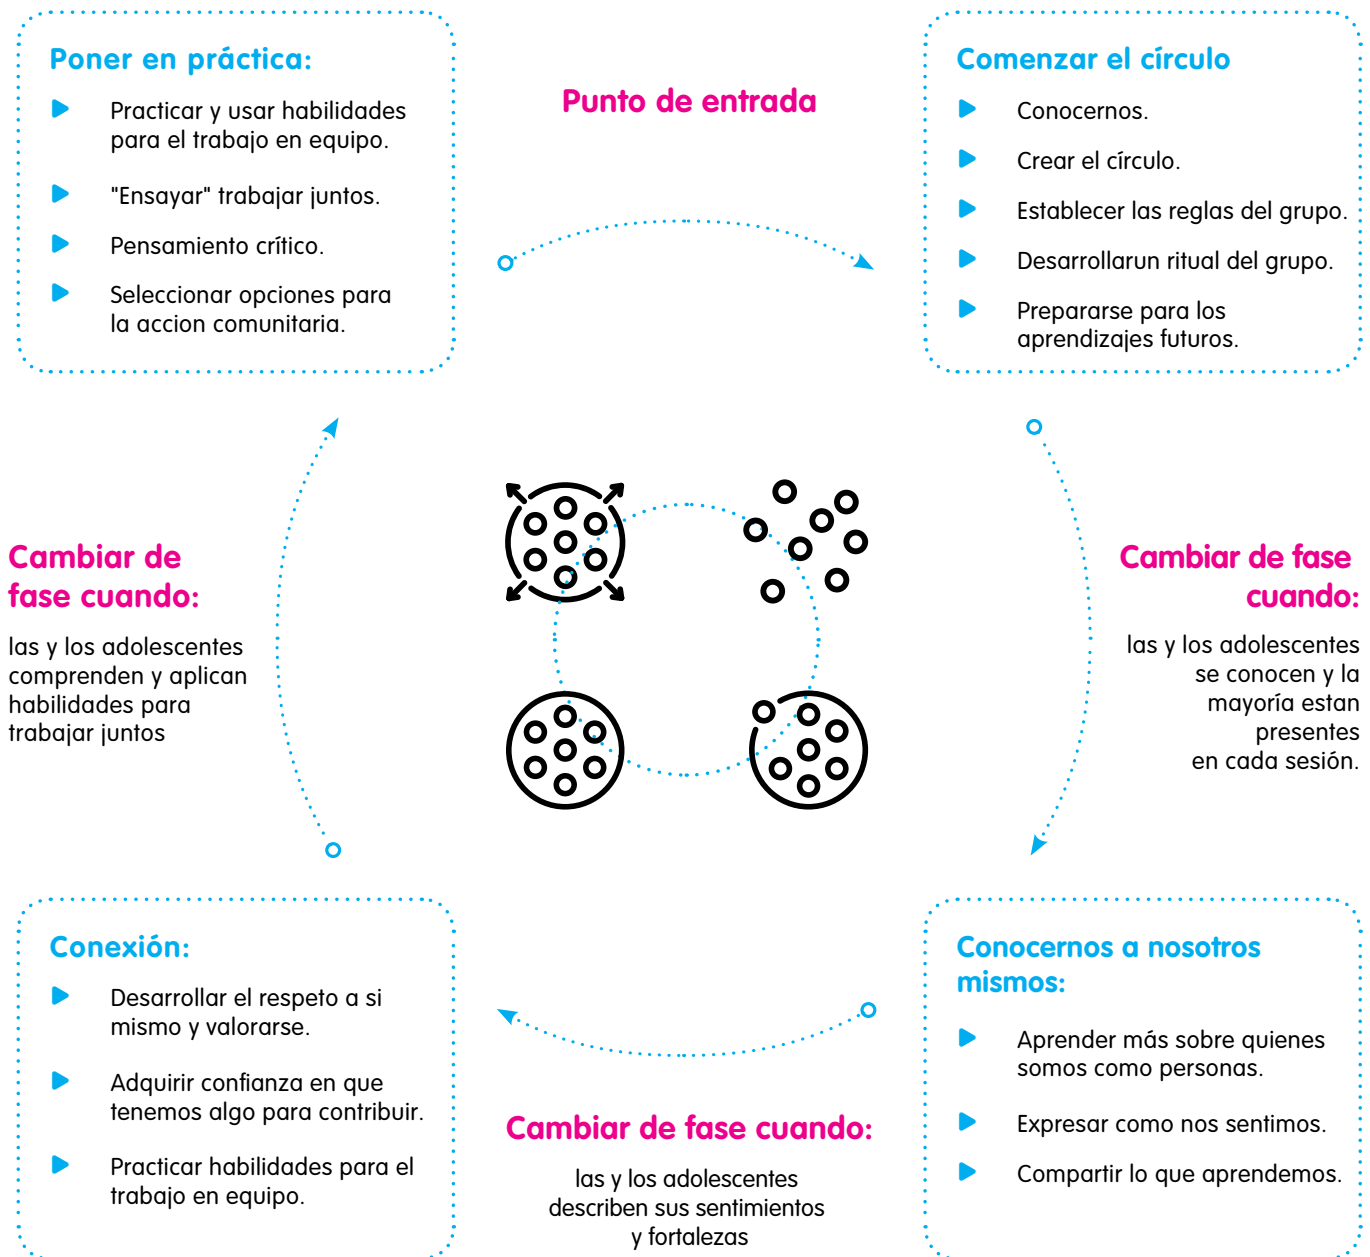 Poner en práctica:
Practicar y usar habilidades
para el trabajo en equipo.
"Ensayar" trabajar juntos.
Pensamiento crítico.
Seleccionar opciones para
la accion comunitaria.
Punto de entrada
Comenzar el círculo
Conocernos.
Crear el círculo.
Establecer las reglas del grupo.
Desarrollarun ritual del grupo.
Prepararse para los
aprendizajes futuros.
Cambiar de
fase cuando:
las y los adolescentes
comprenden y aplican
habilidades para
trabajar juntos
Cambiar de fase
cuando:
las y los adolescentes
se conocen y la
mayoría estan
presentes
en cada sesión.
Conexión:
Desarrollar el respeto a si
mismo y valorarse.
Adquirir confianza en que
tenemos algo para contribuir.
Practicar habilidades para el
trabajo en equipo.
Cambiar de fase cuando:
las y los adolescentes
describen sus sentimientos
y fortalezas
Conocernos a nosotros
mismos:
Aprender más sobre quienes
somos como personas.
Expresar como nos sentimos.
Compartir lo que aprendemos.